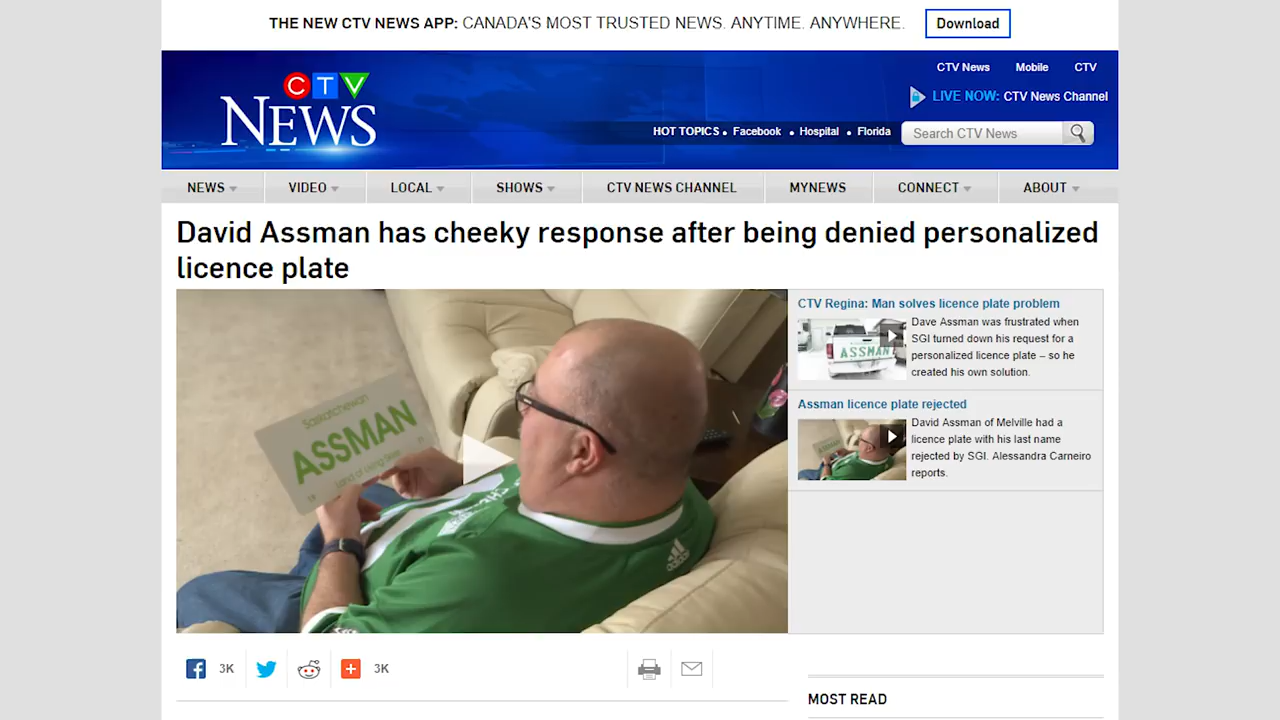 THE NEW CTV NEWS APP: CANADA'S MOST TRUSTED NEWS. ANYTIME. ANYWHERE. Download
CTV News Mobile CTV
CTV
NEWS
LIVE NOW: CTV News Channel
HOT TOPICS • Facebook • Hospital • Florida Search CTV News
NEWS VIDEO LOCAL SHOWS CTV NEWS CHANNEL MYNEWS CONNECT ABOUT
David Assman has cheeky response after being denied personalized
licence plate
Saskatchewan
ASSMAN
Land of Living Skies
adidas
CTV Regina: Man solves licence plate problem
ASSMAN
Dave Assman was frustrated when
SGI turned down his request for a
personalized licence plate – so he
created his own solution.
Assman licence plate rejected
David Assman of Melville had a
licence plate with his last name
rejected by SGI. Alessandra Carneiro
reports.
3K 3K
MOST READ